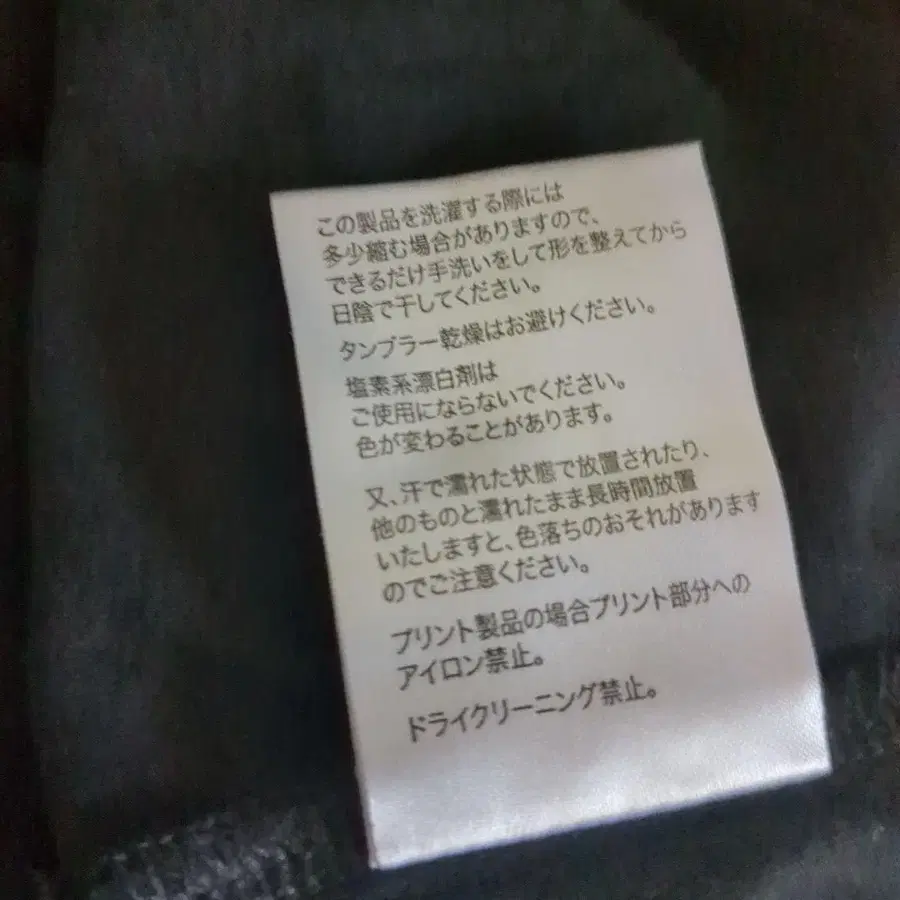 この製品を洗濯する際には
多少縮む場合がありますので、
できるだけ手洗いをして形を整えてから
日陰で干してください。
タンブラー乾燥はお避けください。
塩素系漂白剤は
ご使用にならないでください。
色が変わることがあります。
又、汗で濡れた状態で放置されたり、
他のものと濡れたまま長時間放置
いたしますと、色落ちのおそれがあります
のでご注意ください。
プリント製品の場合プリント部分への
アイロン禁止。
ドライクリーニング禁止。